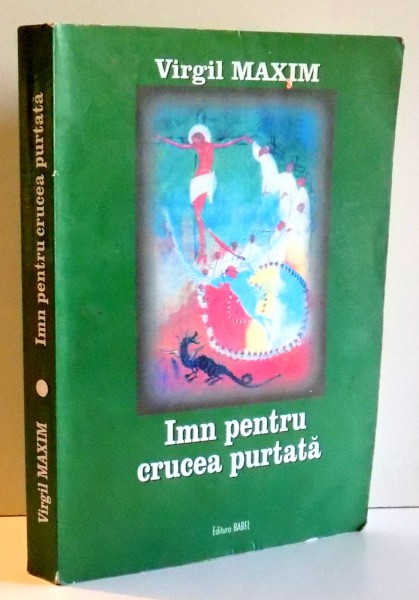 Virgil MAXIM
Imn pentru
crucea purtată
Editura BABEL
Virgil MAXIM ● Imn pentru crucea purtată